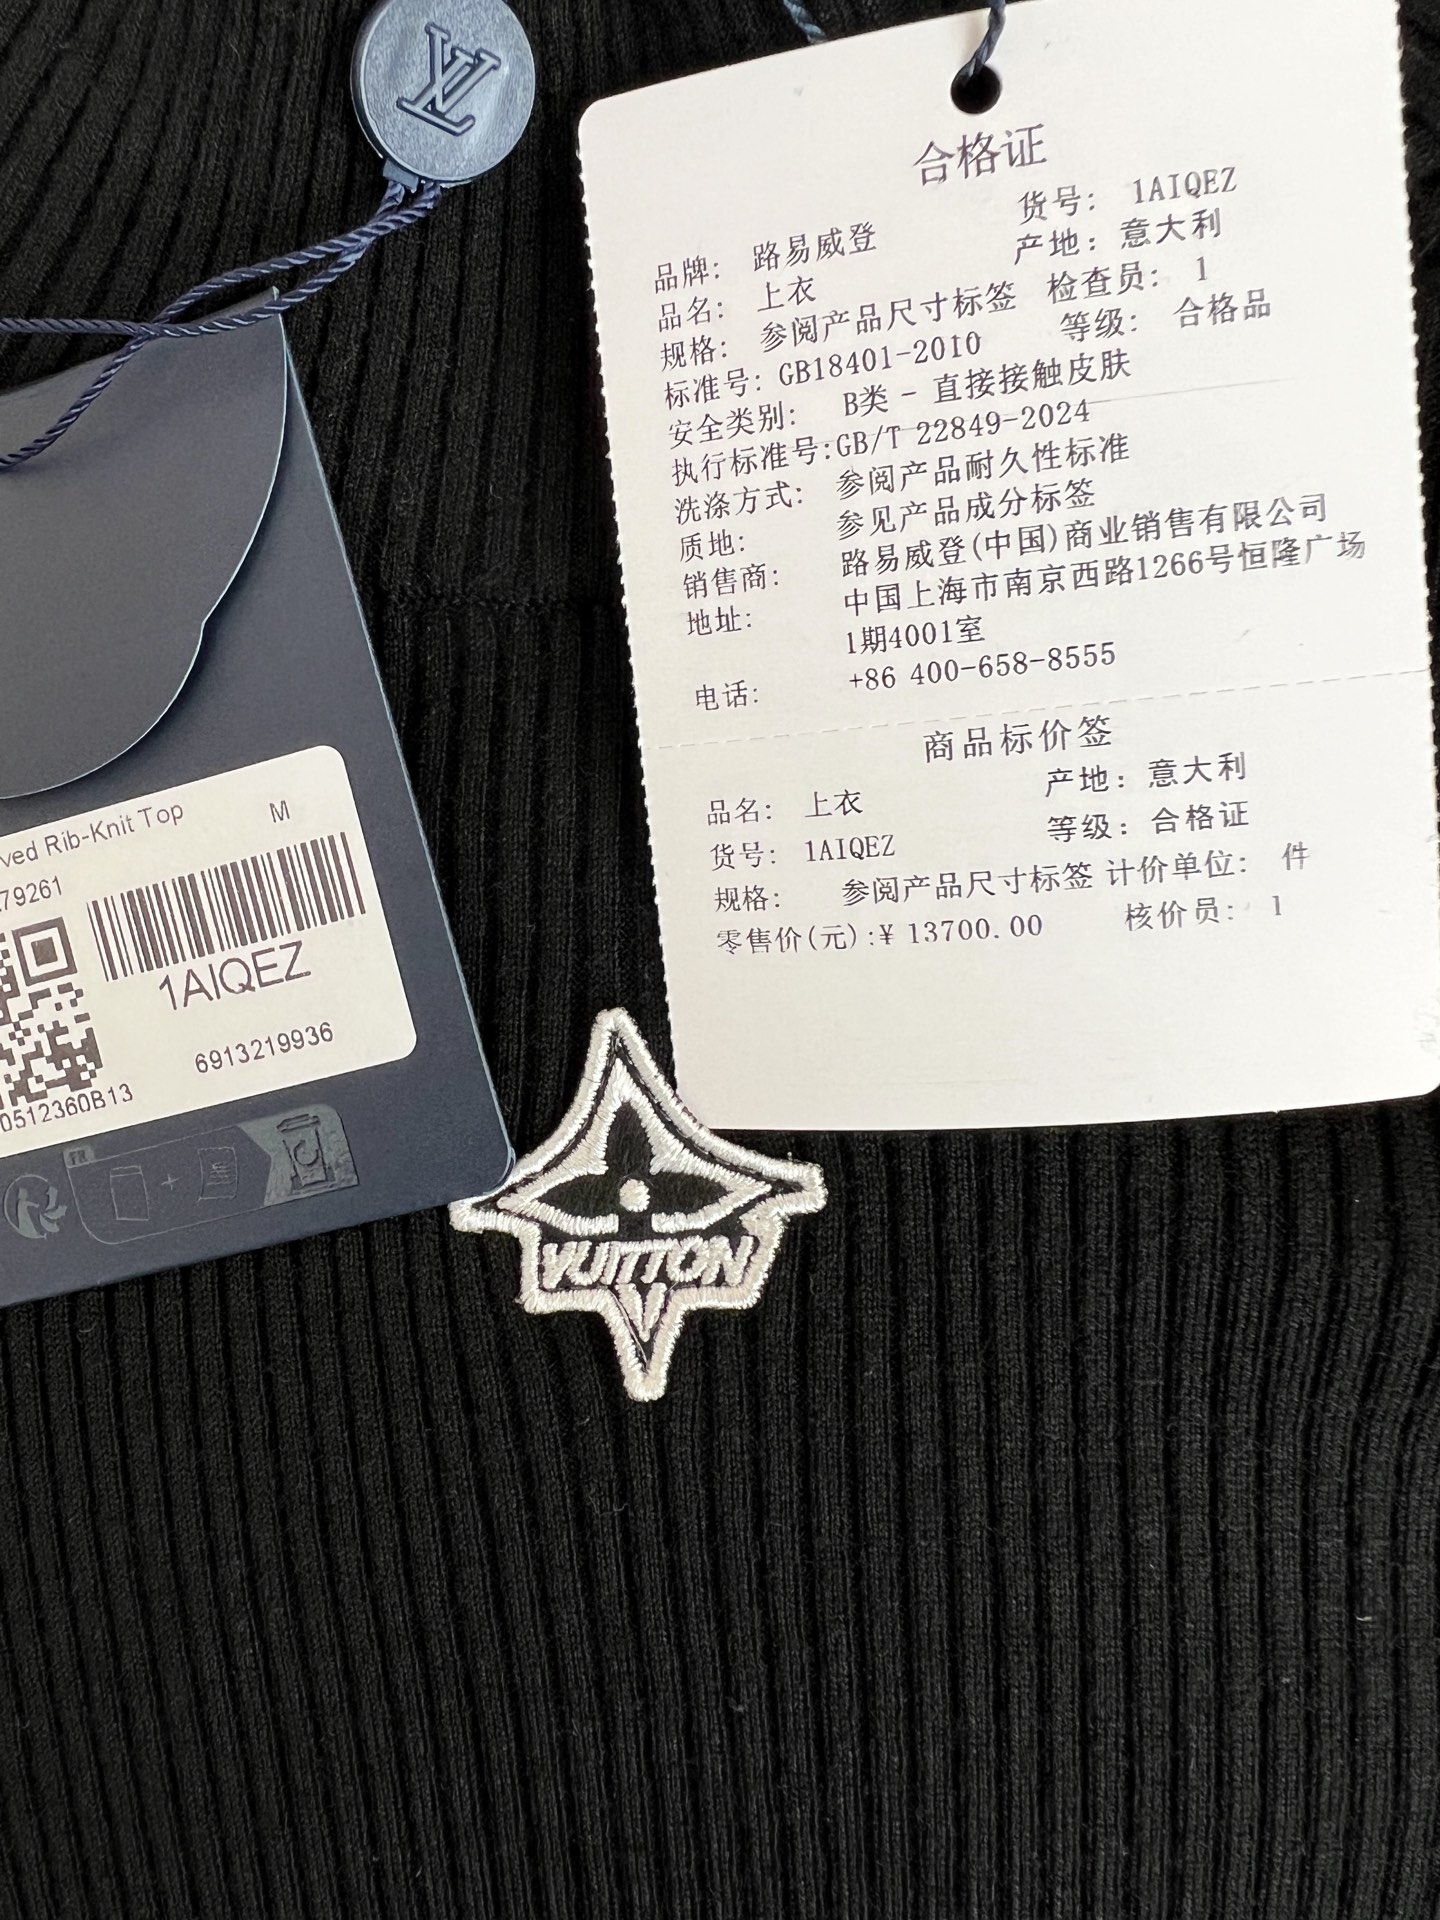 LV
合格证
货号: 1AIQEZ
品牌: 路易威登
产地: 意大利
品名: 上衣
检查员: 1
规格: 参阅产品尺寸标签
等级: 合格品
标准号: GB18401-2010
安全类别: B类 - 直接接触皮肤
执行标准号:GB/T 22849-2024
洗涤方式: 参阅产品耐久性标准
质地: 参见产品成分标签
销售商: 路易威登(中国)商业销售有限公司
地址: 中国上海市南京西路1266号恒隆广场
1期4001室
电话: +86 400-658-8555
商品标价签
品名: 上衣 产地: 意大利
货号: 1AIQEZ 等级: 合格证
规格: 参阅产品尺寸标签 计价单位: 件
零售价(元):¥ 13700.00 核价员: 1
ved Rib-Knit Top M
79261
1AIQEZ
6913219936
0512360B13
FR
VUITTON
V